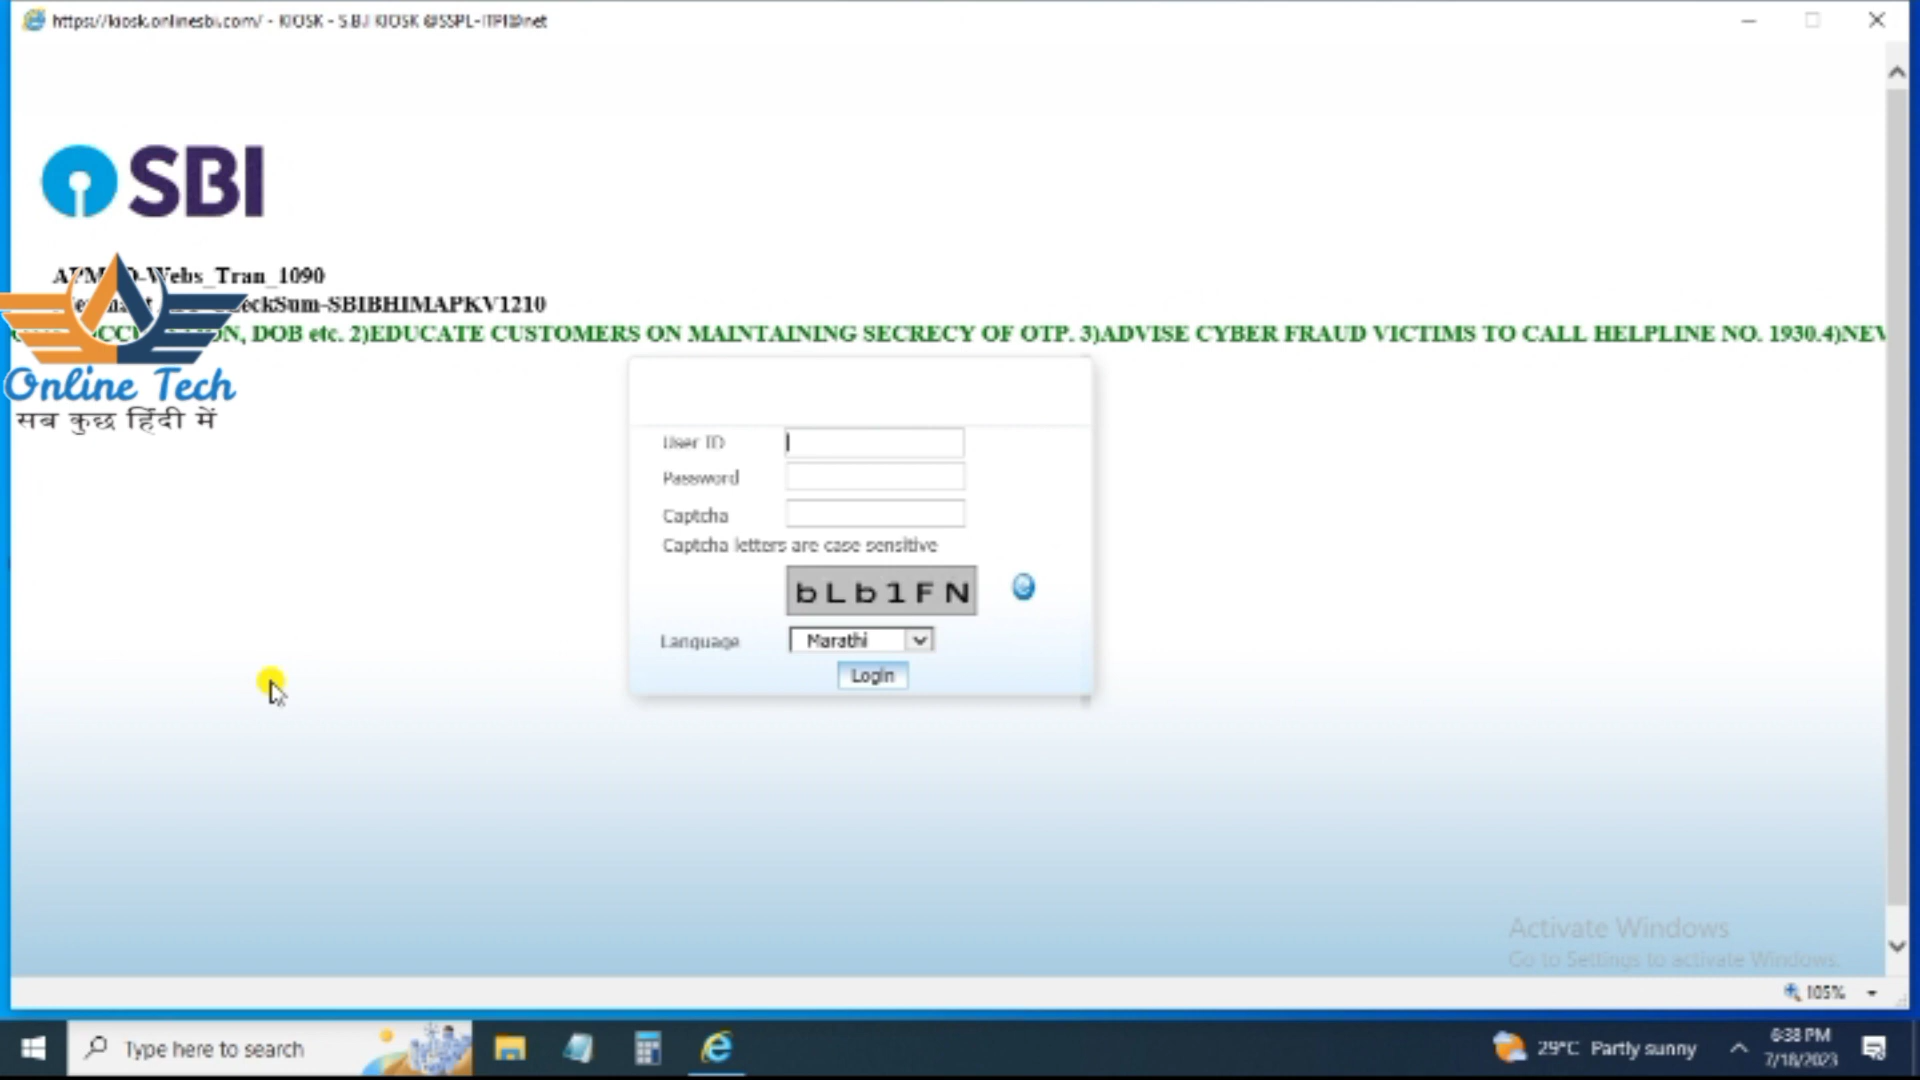 https://kiosk.onlinesbi.com/ - KIOSK - S.B.I KIOSK @SSPL-ITPI@net
SBI
Webs_Tran_1090
SBIBHIMAPKV1210
DOB etc. 2)EDUCATE CUSTOMERS ON MAINTAINING SECRECY OF OTP. 3)ADVISE CYBER FRAUD VICTIMS TO CALL HELPLINE NO. 1930.4)NEV
Online Tech
सब कुछ हिंदी में
User ID
Password
Captcha
Captcha letters are case sensitive
bLb1FN
Language Marathi
Login
Activate Windows
Go to Settings to activate Windows.
105%
Type here to search
29°C Partly sunny
6:38 PM
7/18/2023